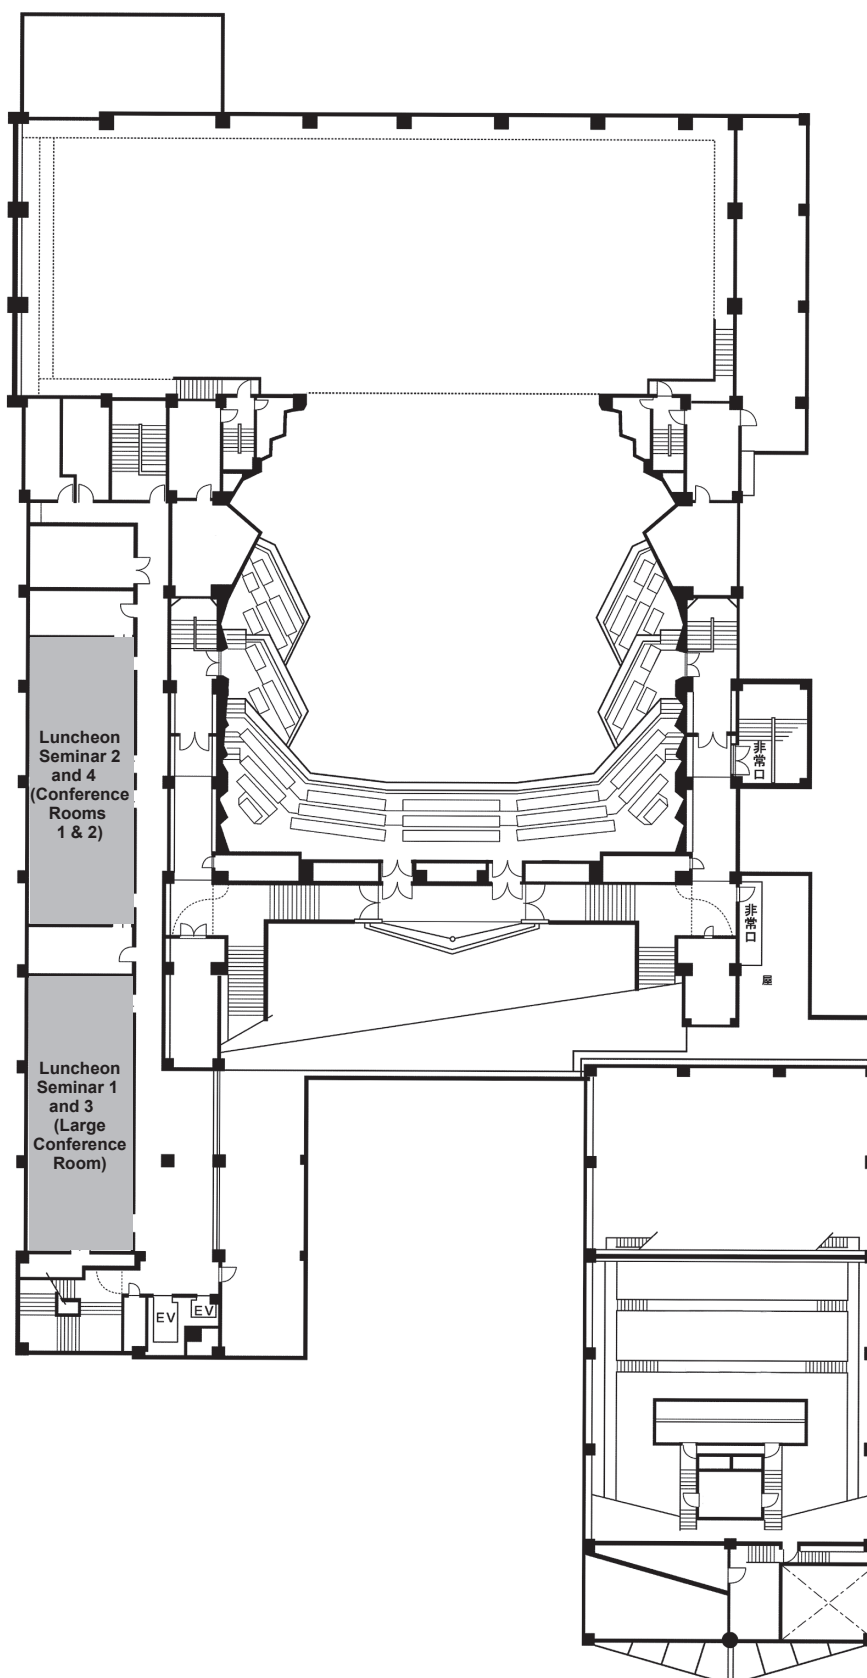 Luncheon
Seminar 2
and 4
(Conference
Rooms
1 & 2)
非常口
非常口
屋
Luncheon
Seminar 1
and 3
(Large
Conference
Room)
EV
EV